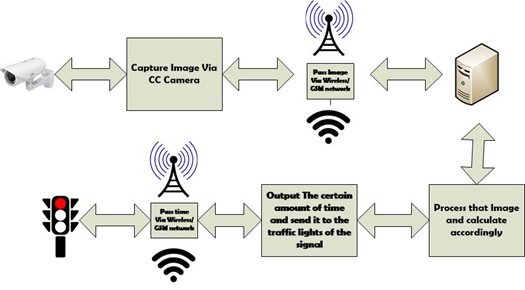 Capture Image Via
CC Camera
Pass Image
Via Wireless/
GSM network
Pass time
Via Wireless/
GSM network
Output The certain
amount of time
and send it to the
traffic lights of the
signal
Process that Image
and calculate
accordingly